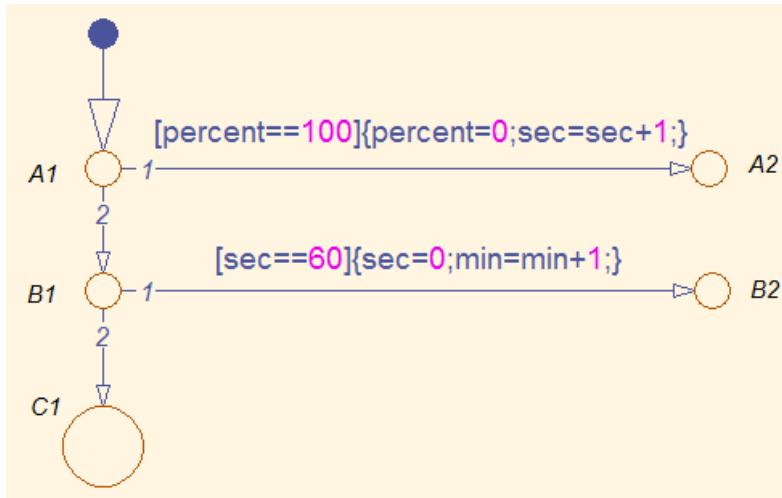 [percent==100]{percent=0;sec=sec+1;}
A1 1 A2
2
[sec==60]{sec=0;min=min+1;}
B1 1 B2
2
C1